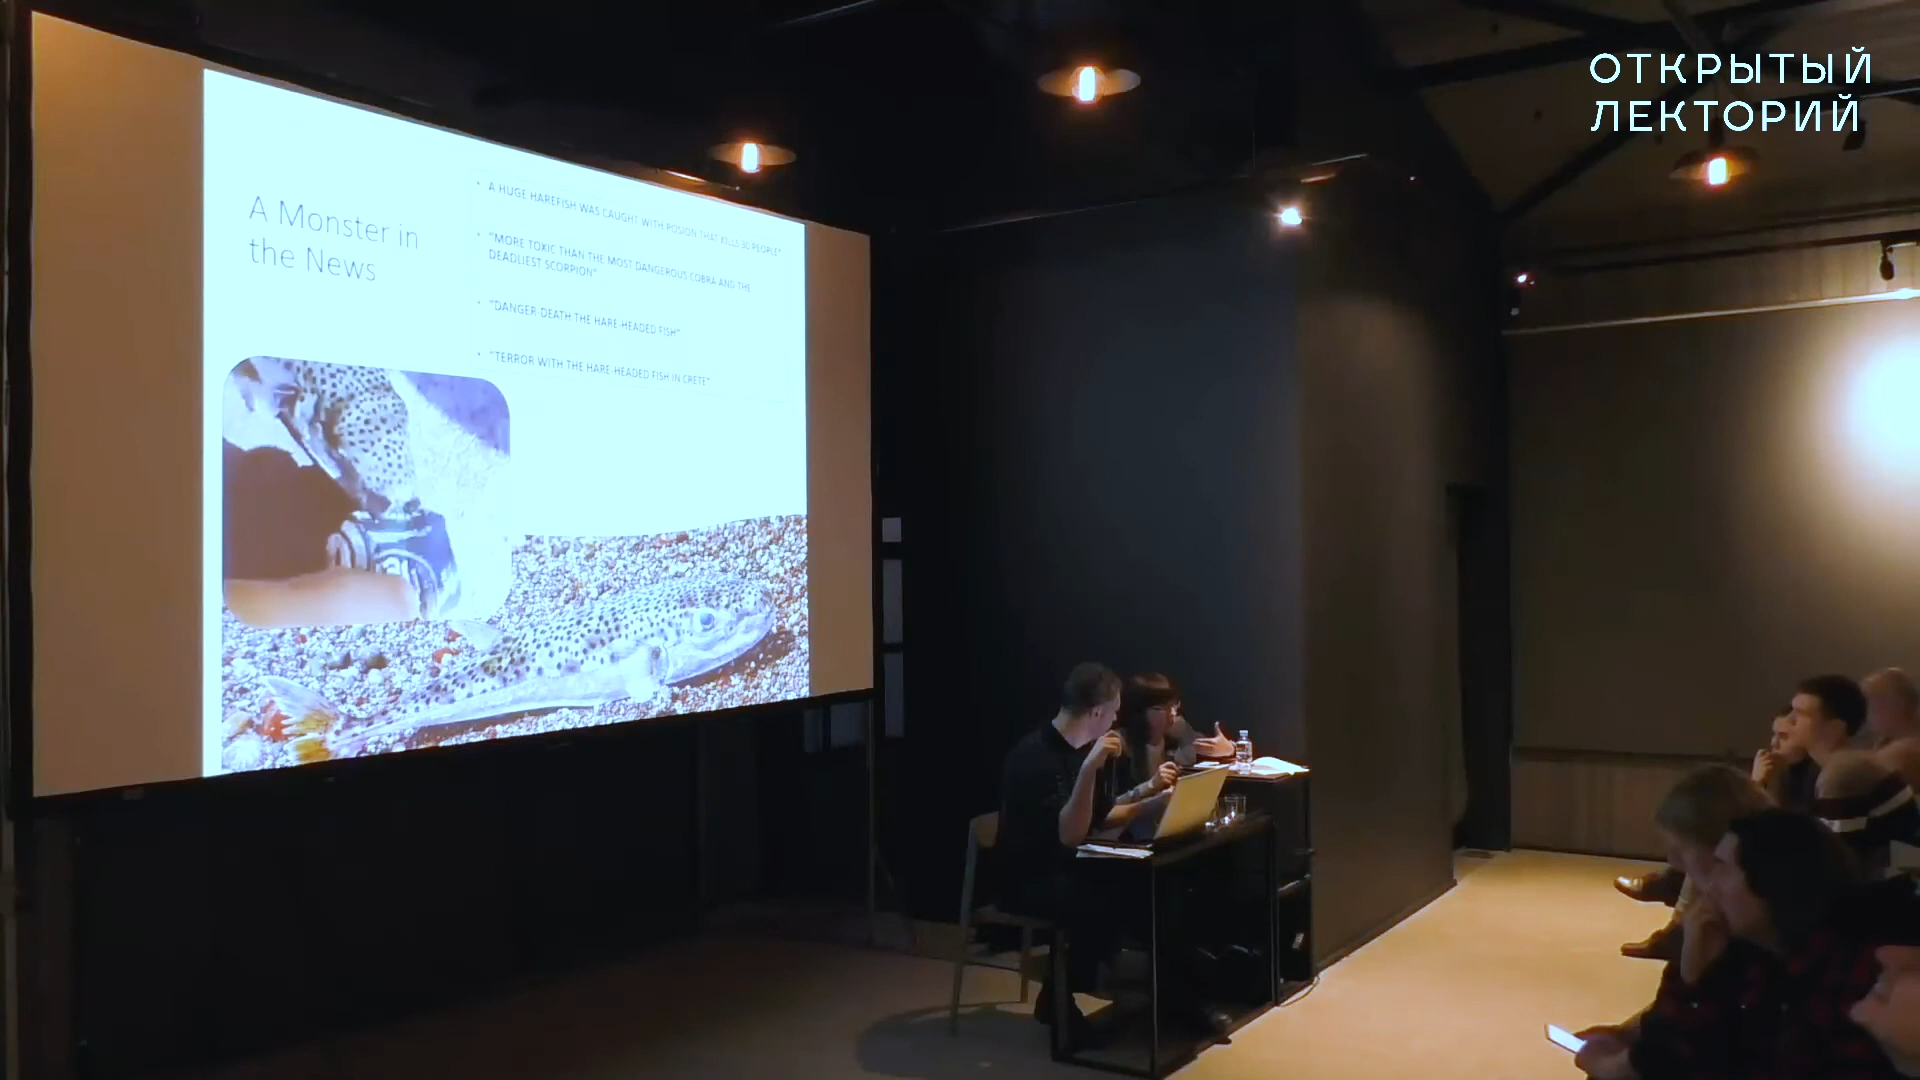 ОТКРЫТЫЙ
ЛЕКТОРИЙ
A Monster in
the News
A HUGE HAREFISH WAS CAUGHT WITH POSION THAT KILLS 30 PEOPLE"
"MORE TOXIC THAN THE MOST DANGEROUS COBRA AND THE
DEADLIEST SCORPION"
"DANGER DEATH THE HARE-HEADED FISH"
"TERROR WITH THE HARE-HEADED FISH IN CRETE"